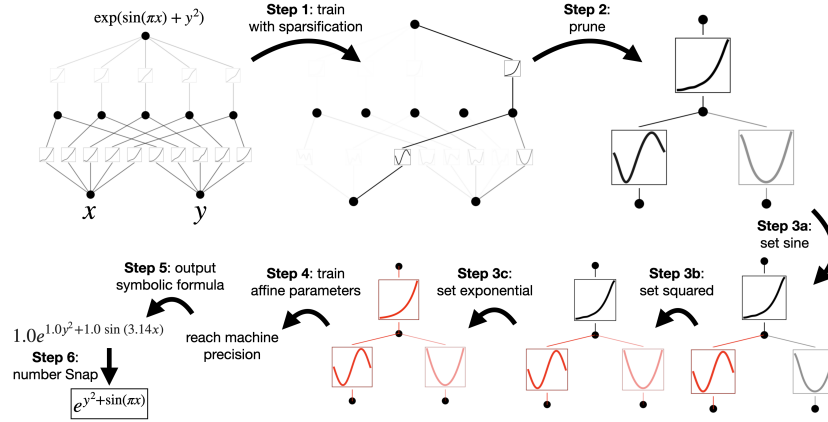 exp(sin(πx) + y²)
Step 1: train
with sparsification
Step 2:
prune
x
y
Step 3a:
set sine
Step 3b:
set squared
Step 3c:
set exponential
Step 4: train
affine parameters
reach machine
precision
Step 5: output
symbolic formula
1.0e^{1.0y²+1.0 sin (3.14x)}
Step 6:
number Snap
e^{y²+sin(πx)}